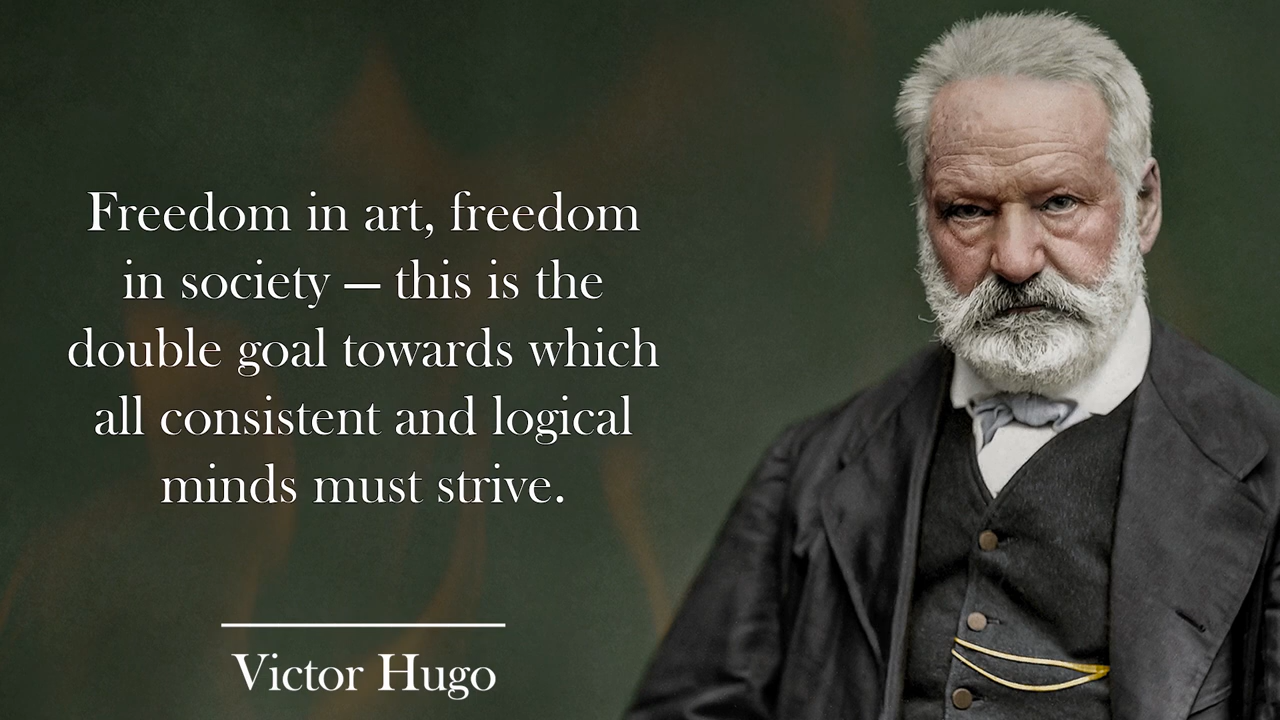 Freedom in art, freedom
in society — this is the
double goal towards which
all consistent and logical
minds must strive.
Victor Hugo